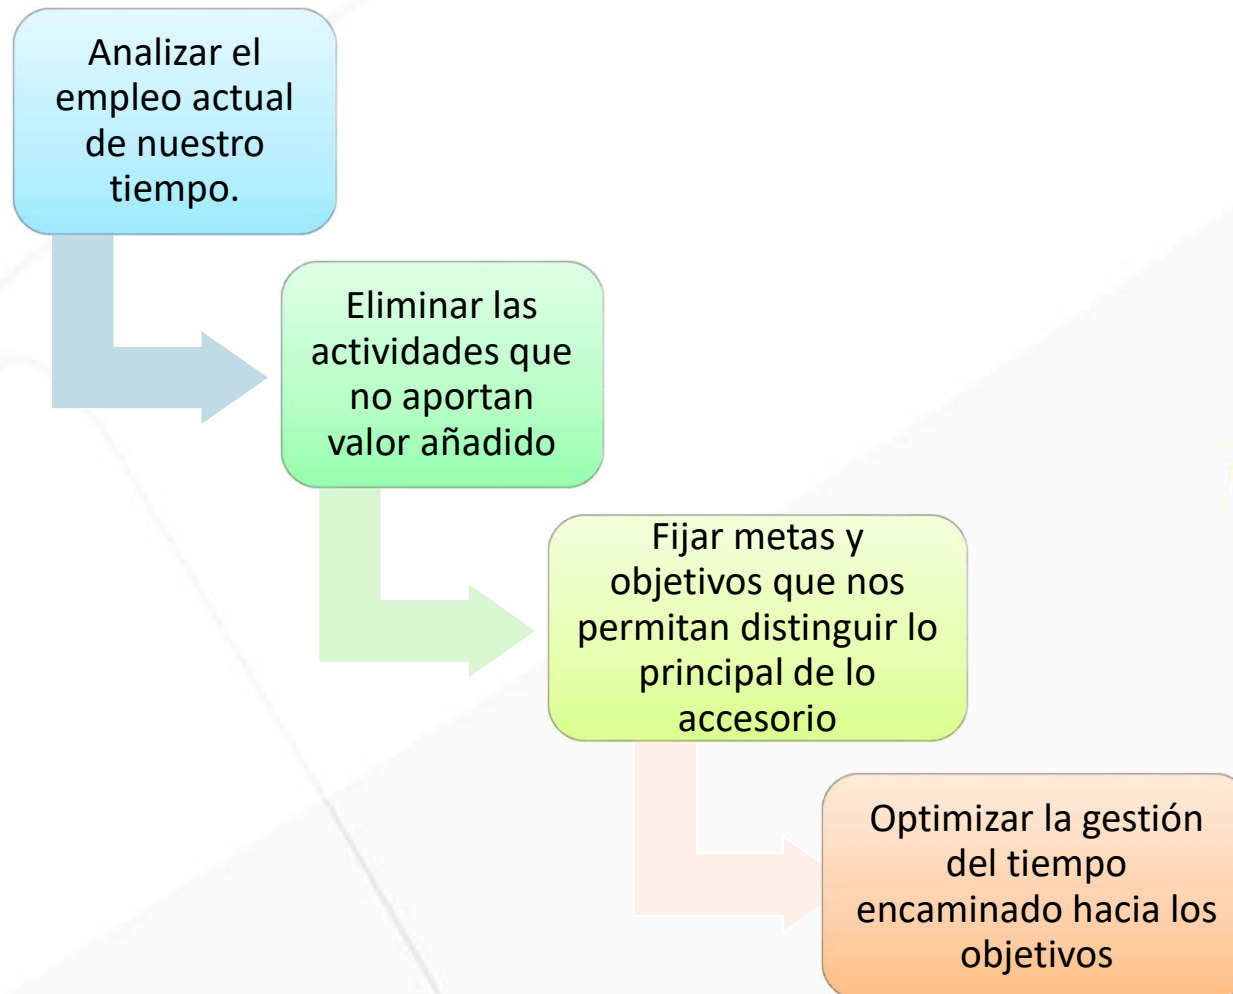 Analizar el
empleo actual
de nuestro
tiempo.
Eliminar las
actividades que
no aportan
valor añadido
Fijar metas y
objetivos que nos
permitan distinguir lo
principal de lo
accesorio
Optimizar la gestión
del tiempo
encaminado hacia los
objetivos